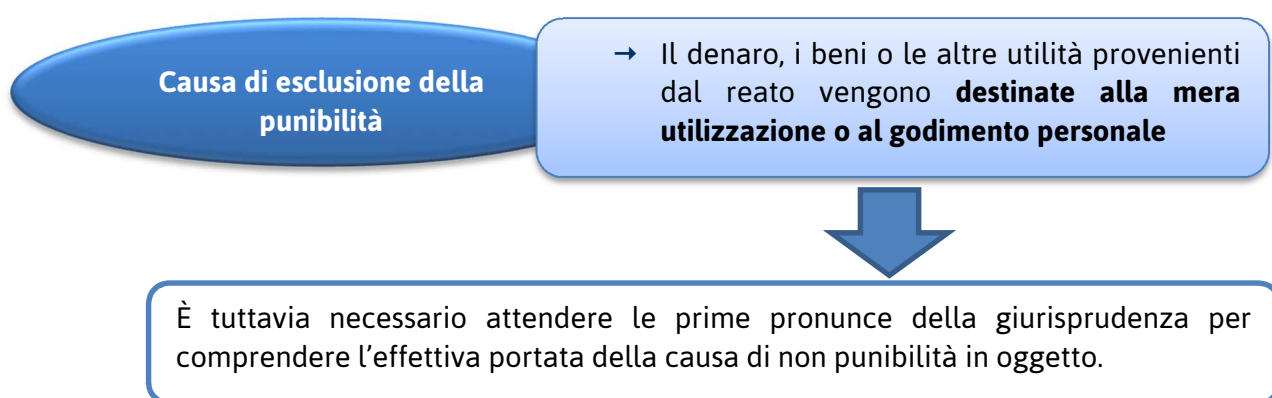 Causa di esclusione della
punibilità
→ Il denaro, i beni o le altre utilità provenienti
dal reato vengono destinate alla mera
utilizzazione o al godimento personale
È tuttavia necessario attendere le prime pronunce della giurisprudenza per
comprendere l'effettiva portata della causa di non punibilità in oggetto.